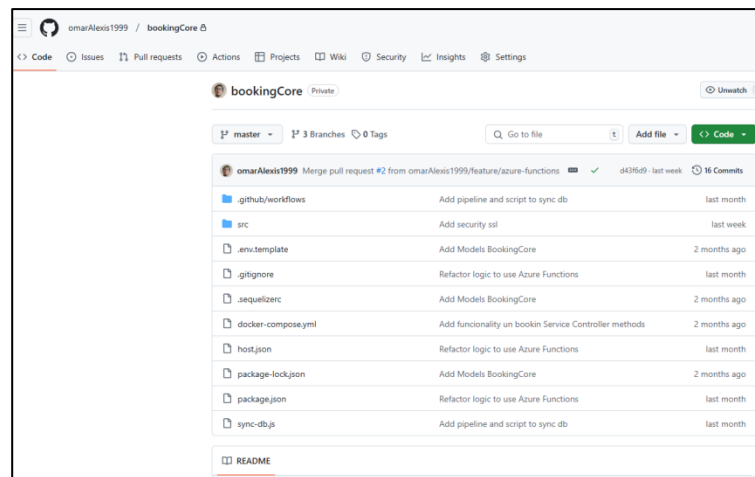 omarAlexis1999 / bookingCore
<> Code Issues Pull requests Actions Projects Wiki Security Insights Settings
bookingCore Private Unwatch
master 3 Branches 0 Tags Go to file t Add file <> Code
omarAlexis1999 Merge pull request #2 from omarAlexis1999/feature/azure-functions d43f6d9 · last week 16 Commits
.github/workflows Add pipeline and script to sync db last month
src Add security ssl last week
.env.template Add Models BookingCore 2 months ago
.gitignore Refactor logic to use Azure Functions last month
.sequelizerc Add Models BookingCore 2 months ago
docker-compose.yml Add funcionality un bookin Service Controller methods 2 months ago
host.json Refactor logic to use Azure Functions last month
package-lock.json Add Models BookingCore 2 months ago
package.json Refactor logic to use Azure Functions last month
sync-db.js Add pipeline and script to sync db last month
README